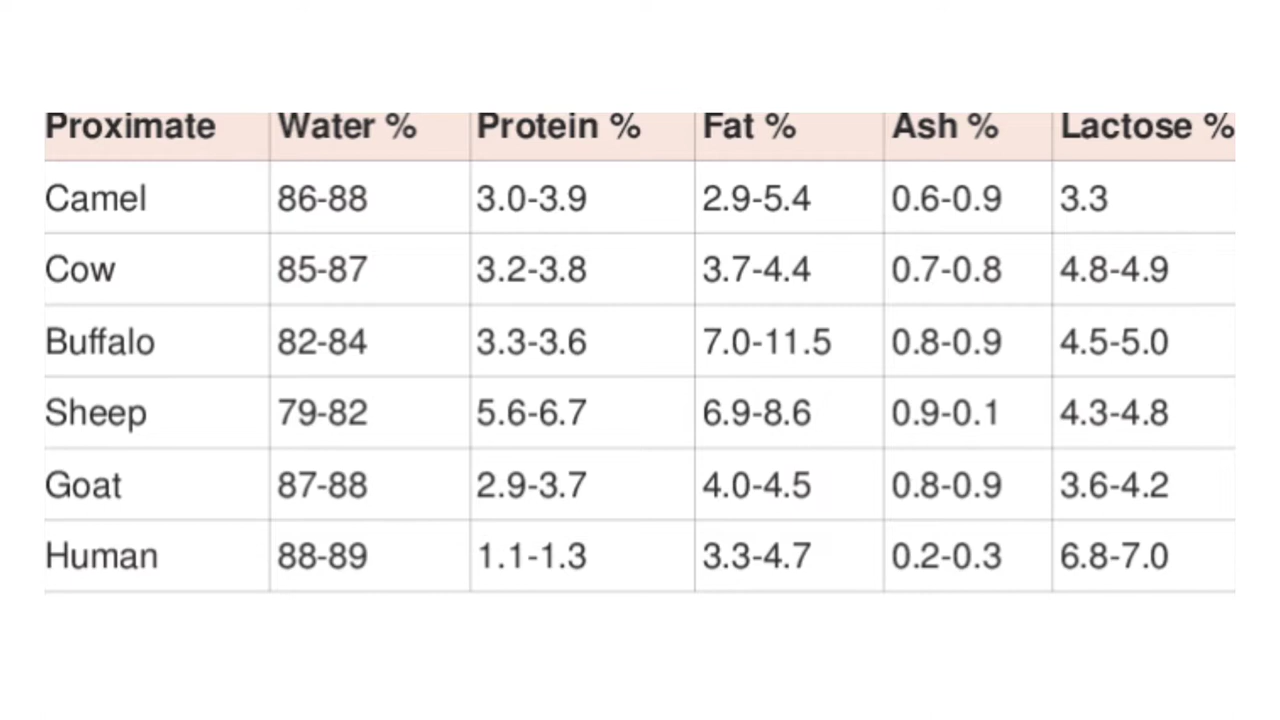 Proximate Water % Protein % Fat % Ash % Lactose %
Camel 86-88 3.0-3.9 2.9-5.4 0.6-0.9 3.3
Cow 85-87 3.2-3.8 3.7-4.4 0.7-0.8 4.8-4.9
Buffalo 82-84 3.3-3.6 7.0-11.5 0.8-0.9 4.5-5.0
Sheep 79-82 5.6-6.7 6.9-8.6 0.9-0.1 4.3-4.8
Goat 87-88 2.9-3.7 4.0-4.5 0.8-0.9 3.6-4.2
Human 88-89 1.1-1.3 3.3-4.7 0.2-0.3 6.8-7.0